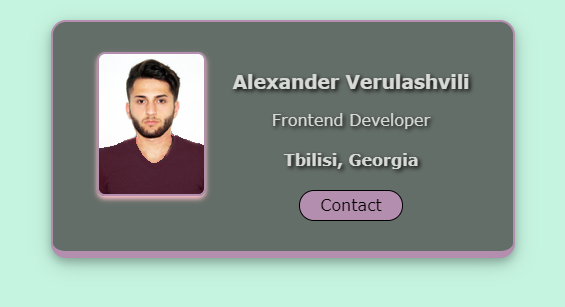 Alexander Verulashvili
Frontend Developer
Tbilisi, Georgia
Contact